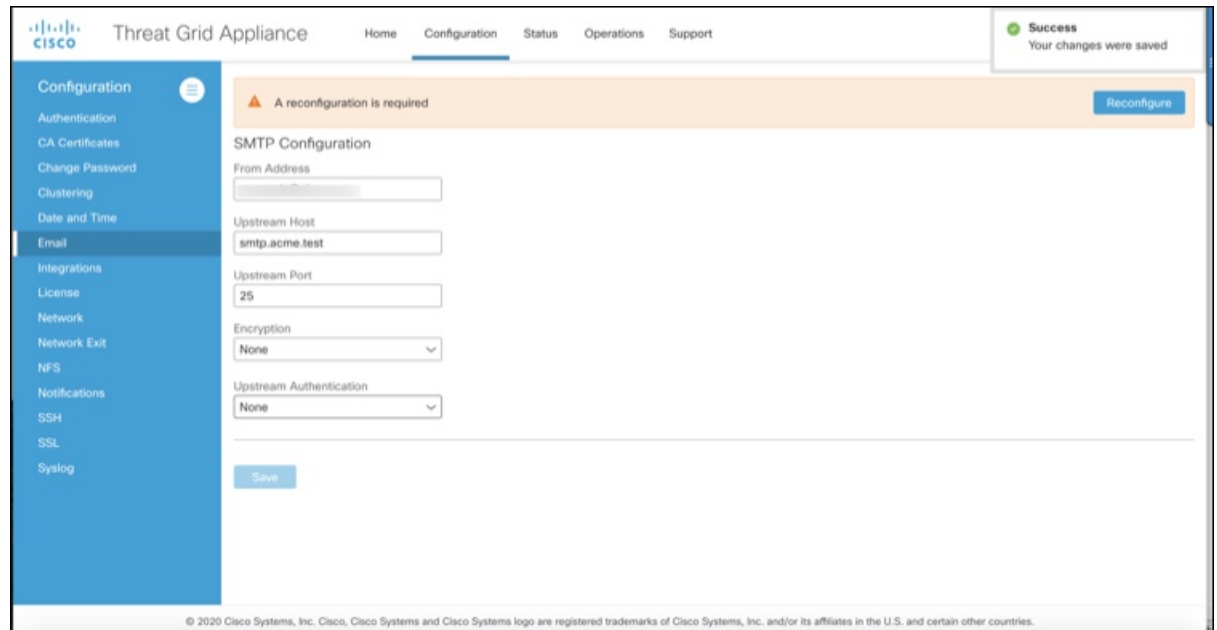 CISCO
Threat Grid Appliance
Home
Configuration
Status
Operations
Support
Success
Your changes were saved
Configuration
Authentication
CA Certificates
Change Password
Clustering
Date and Time
Email
Integrations
License
Network
Network Exit
NFS
Notifications
SSH
SSL
Syslog
A reconfiguration is required
Reconfigure
SMTP Configuration
From Address
Upstream Host
smtp.acme.test
Upstream Port
25
Encryption
None
Upstream Authentication
None
Save
© 2020 Cisco Systems, Inc. Cisco, Cisco Systems and Cisco Systems logo are registered trademarks of Cisco Systems, Inc. and/or its affiliates in the U.S. and certain other countries.